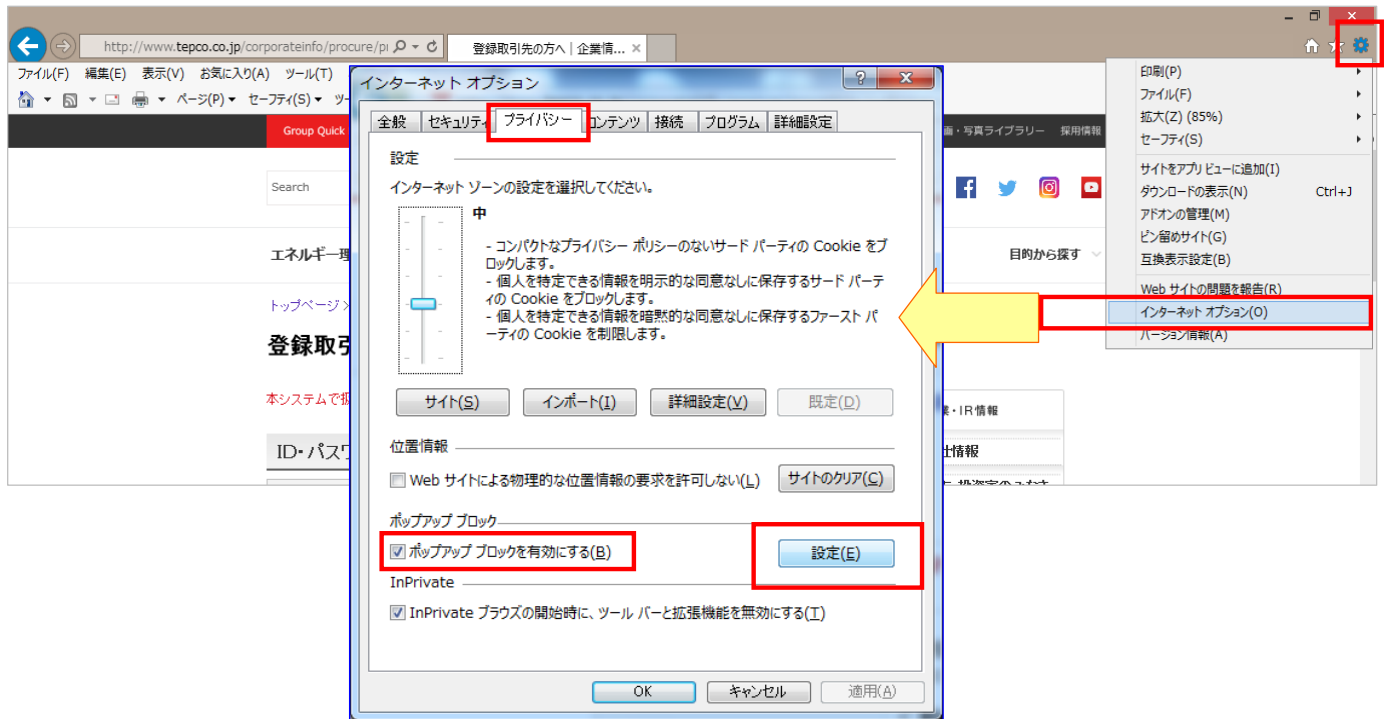 http://www.tepco.co.jp/corporateinfo/procure/pi
登録取引先の方へ | 企業情...
ファイル(F) 編集(E) 表示(V) お気に入り(A) ツール(T)
ページ(P) セーフティ(S) ツー
Group Quick
画・写真ライブラリー 採用情報
Search
エネルギー理
目的から探す
トップページ >
登録取引
本システムで扱
ID・パスワ
・IR情報
社情報
インターネット オプション
全般 セキュリティ プライバシー コンテンツ 接続 プログラム 詳細設定
設定
インターネット ゾーンの設定を選択してください。
中
- コンパクトなプライバシー ポリシーのないサード パーティの Cookie をブ
ロックします。
- 個人を特定できる情報を明示的な同意なしに保存するサード パーテ
ィの Cookie をブロックします。
- 個人を特定できる情報を暗黙的な同意なしに保存するファースト パ
ーティの Cookie を制限します。
サイト(S) インポート(I) 詳細設定(V) 既定(D)
位置情報
Web サイトによる物理的な位置情報の要求を許可しない(L) サイトのクリア(C)
ポップアップ ブロック
ポップアップ ブロックを有効にする(B) 設定(E)
InPrivate
InPrivate ブラウズの開始時に、ツール バーと拡張機能を無効にする(T)
OK キャンセル 適用(A)
印刷(P)
ファイル(F)
拡大(Z) (85%)
セーフティ(S)
サイトをアプリ ビューに追加(I)
ダウンロードの表示(N) Ctrl+J
アドオンの管理(M)
ピン留めサイト(G)
互換表示設定(B)
Web サイトの問題を報告(R)
インターネット オプション(O)
バージョン情報(A)